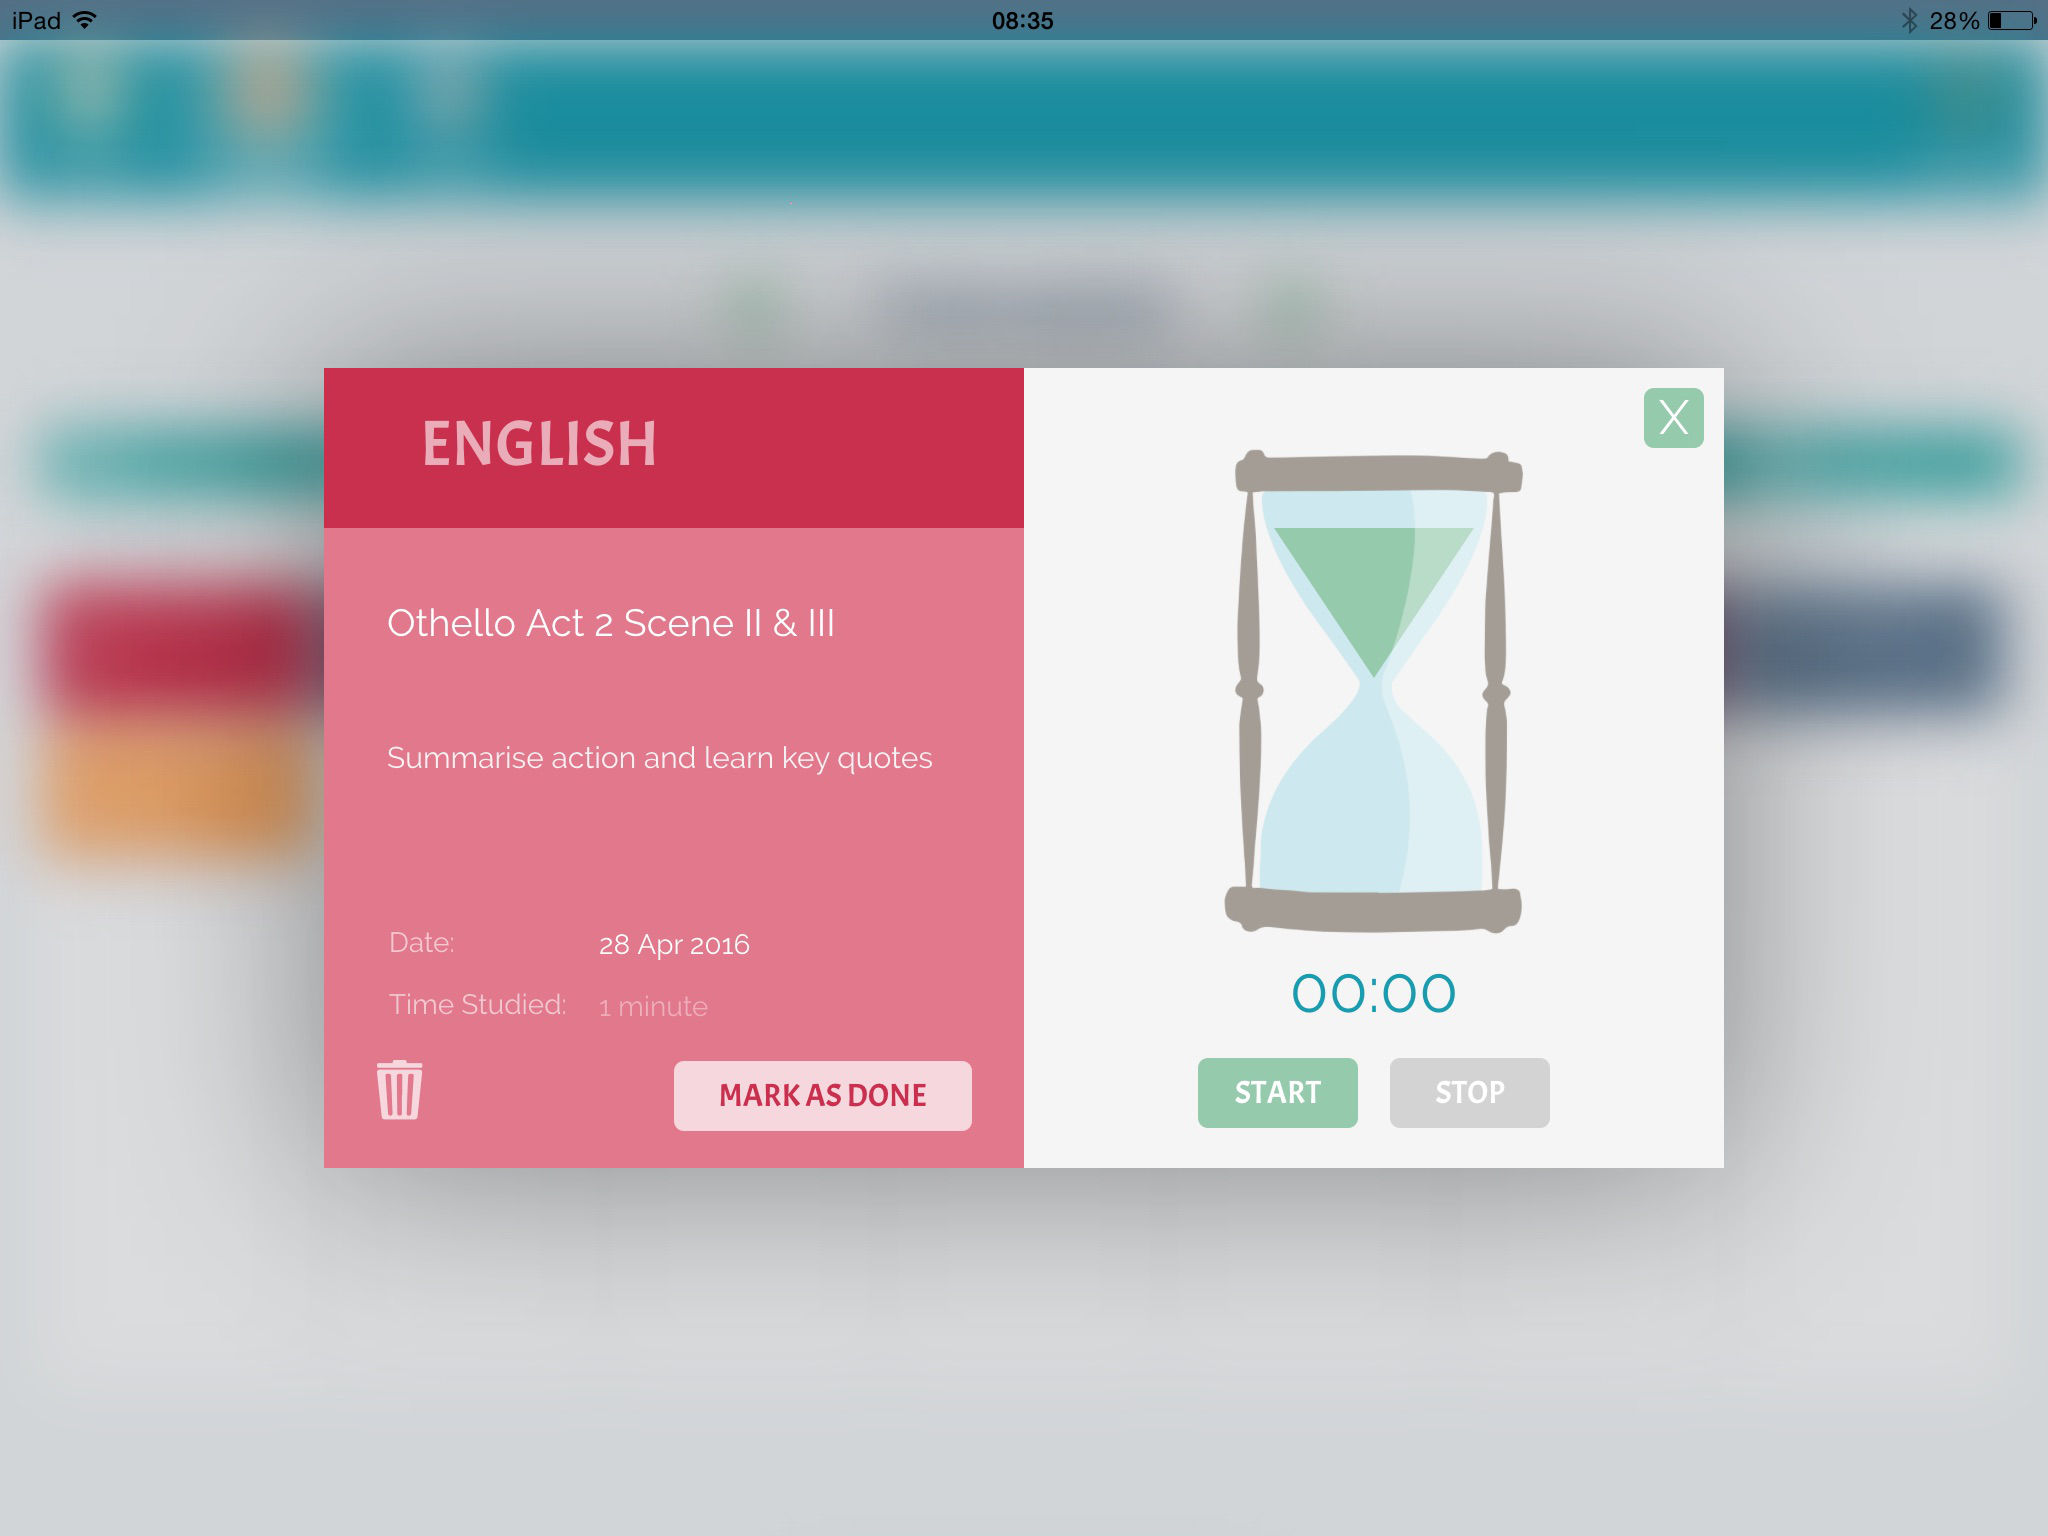 iPad 08:35 28%
ENGLISH
X
Othello Act 2 Scene II & III
Summarise action and learn key quotes
Date: 28 Apr 2016
Time Studied: 1 minute
MARK AS DONE
00:00
START STOP